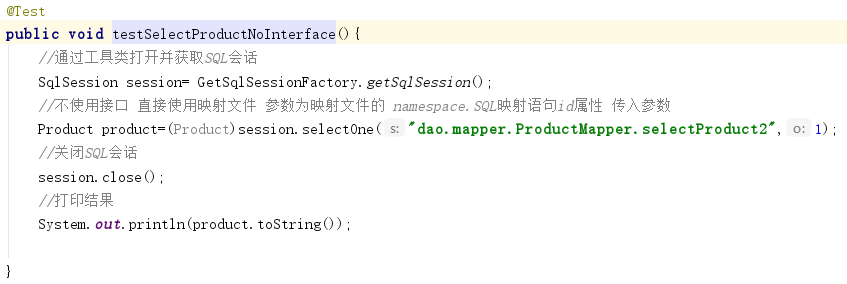 @Test
public void testSelectProductNoInterface(){
//通过工具类打开并获取SQL会话
SqlSession session= GetSqlSessionFactory.getSqlSession();
//不使用接口 直接使用映射文件 参数为映射文件的 namespace.SQL映射语句id属性 传入参数
Product product=(Product)session.selectOne( s: "dao.mapper.ProductMapper.selectProduct2", o: 1);
//关闭SQL会话
session.close();
//打印结果
System.out.println(product.toString());
}